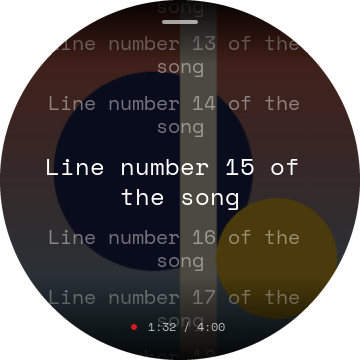 song
Line number 13 of the
song
Line number 14 of the
song
Line number 15 of
the song
Line number 16 of the
song
Line number 17 of the
song
1:32 / 4:00